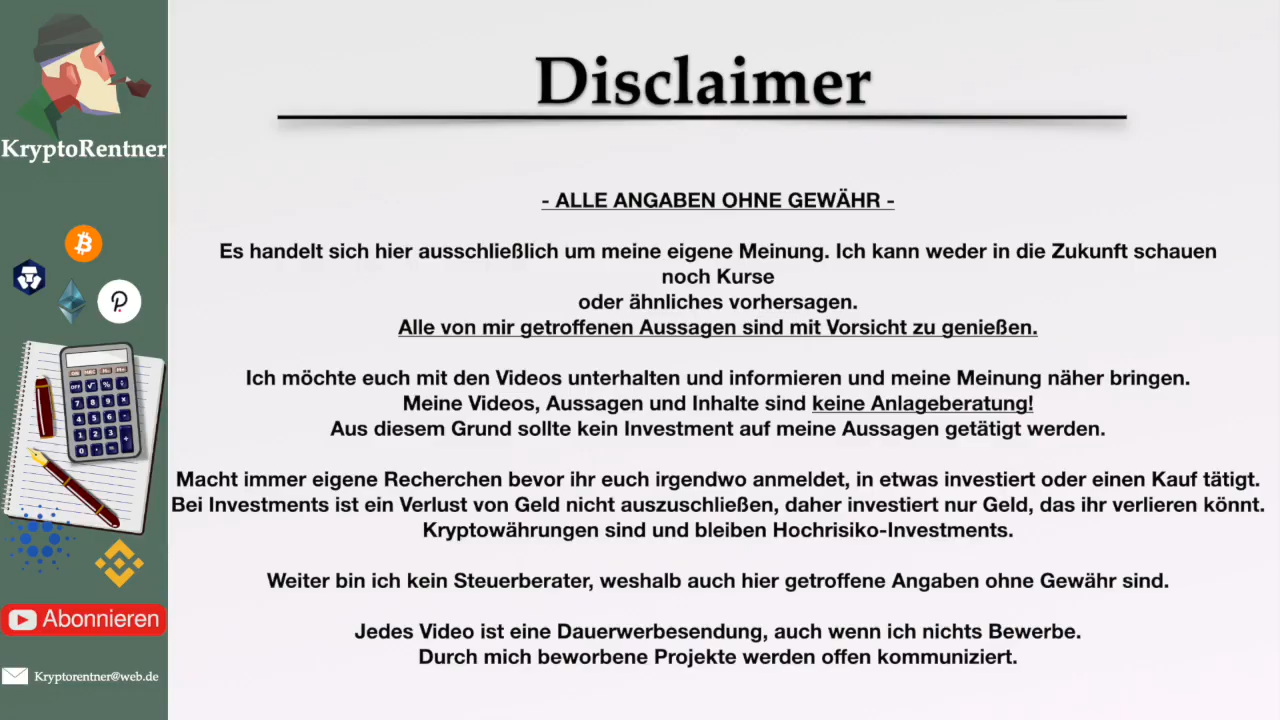 KryptoRentner
Abonnieren
Kryptorentner@web.de
Disclaimer
- ALLE ANGABEN OHNE GEWÄHR -
Es handelt sich hier ausschließlich um meine eigene Meinung. Ich kann weder in die Zukunft schauen
noch Kurse
oder ähnliches vorhersagen.
Alle von mir getroffenen Aussagen sind mit Vorsicht zu genießen.
Ich möchte euch mit den Videos unterhalten und informieren und meine Meinung näher bringen.
Meine Videos, Aussagen und Inhalte sind keine Anlageberatung!
Aus diesem Grund sollte kein Investment auf meine Aussagen getätigt werden.
Macht immer eigene Recherchen bevor ihr euch irgendwo anmeldet, in etwas investiert oder einen Kauf tätigt.
Bei Investments ist ein Verlust von Geld nicht auszuschließen, daher investiert nur Geld, das ihr verlieren könnt.
Kryptowährungen sind und bleiben Hochrisiko-Investments.
Weiter bin ich kein Steuerberater, weshalb auch hier getroffene Angaben ohne Gewähr sind.
Jedes Video ist eine Dauerwerbesendung, auch wenn ich nichts Bewerbe.
Durch mich beworbene Projekte werden offen kommuniziert.